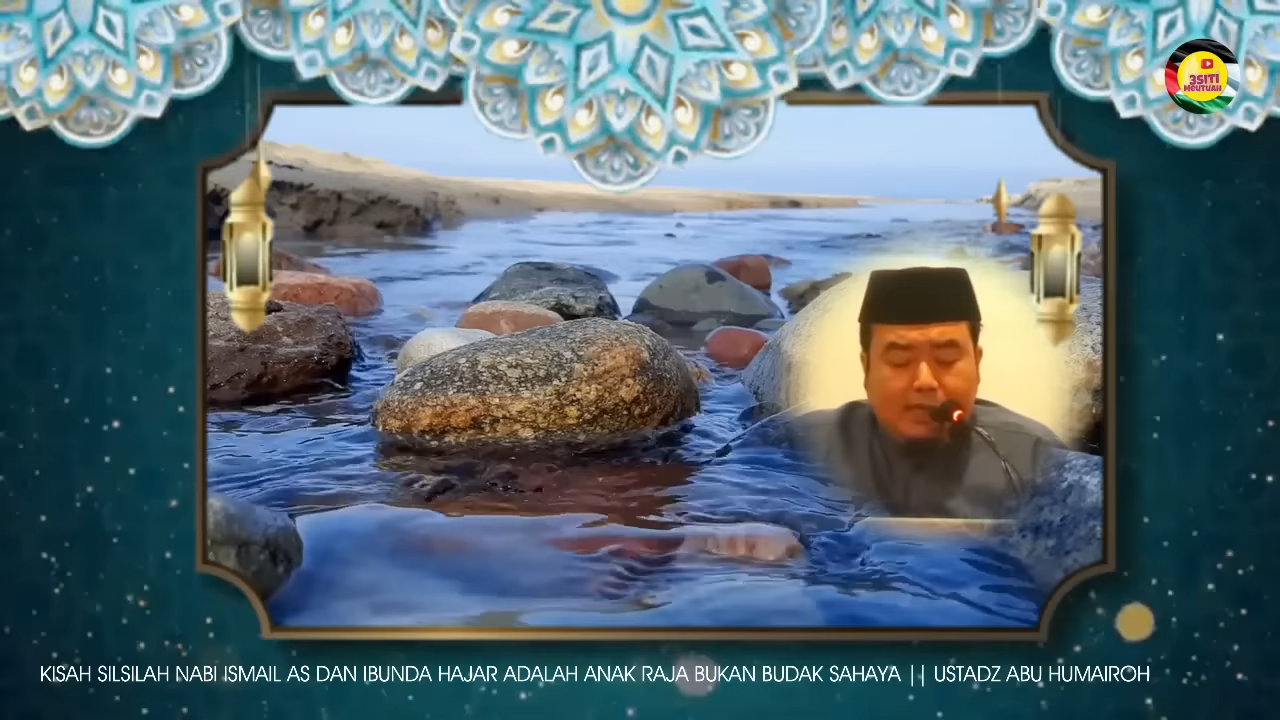 3SITI
MEUTUAH
KISAH SILSILAH NABI ISMAIL AS DAN IBUNDA HAJAR ADALAH ANAK RAJA BUKAN BUDAK SAHAYA || USTADZ ABU HUMAIROH